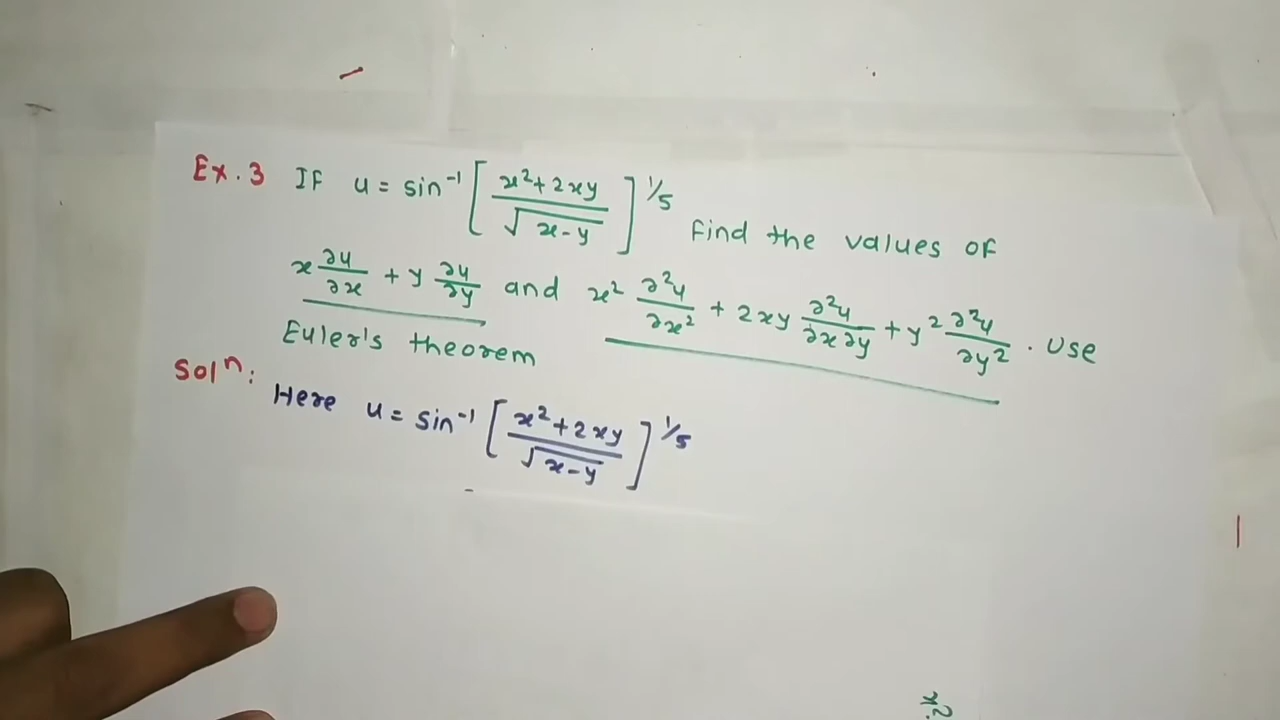 Ex.3 If u = sin⁻¹ [ (x²+2xy) / √(x-y) ]^(1/5) find the values of
x ∂u/∂x + y ∂u/∂y and x² ∂²u/∂x² + 2xy ∂²u/∂x∂y + y² ∂²u/∂y² . Use
Euler's theorem
Solⁿ:
Here u = sin⁻¹ [ (x²+2xy) / √(x-y) ]^(1/5)